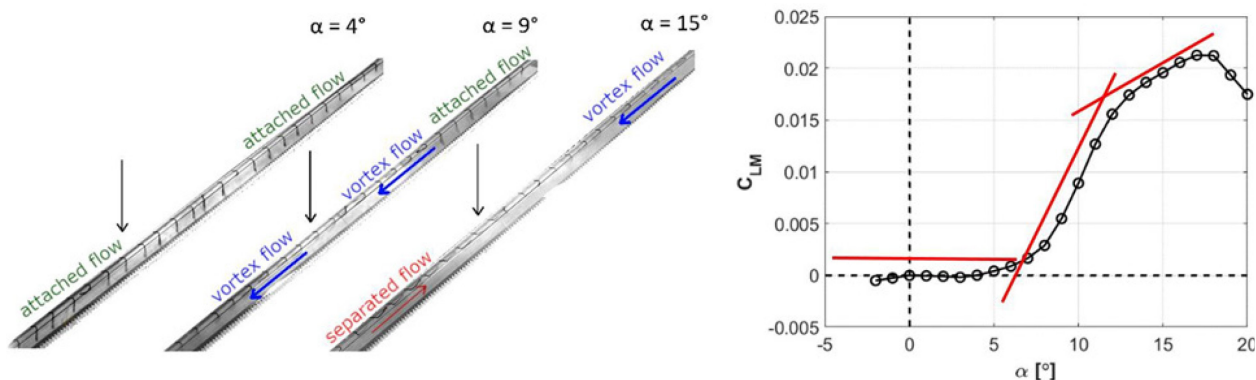 α = 4°
α = 9°
α = 15°
attached flow
attached flow
vortex flow
vortex flow
attached flow
vortex flow
separated flow
0.025
0.02
0.015
0.01
0.005
0
-0.005
C_LM
-5
0
5
10
15
20
α [°]